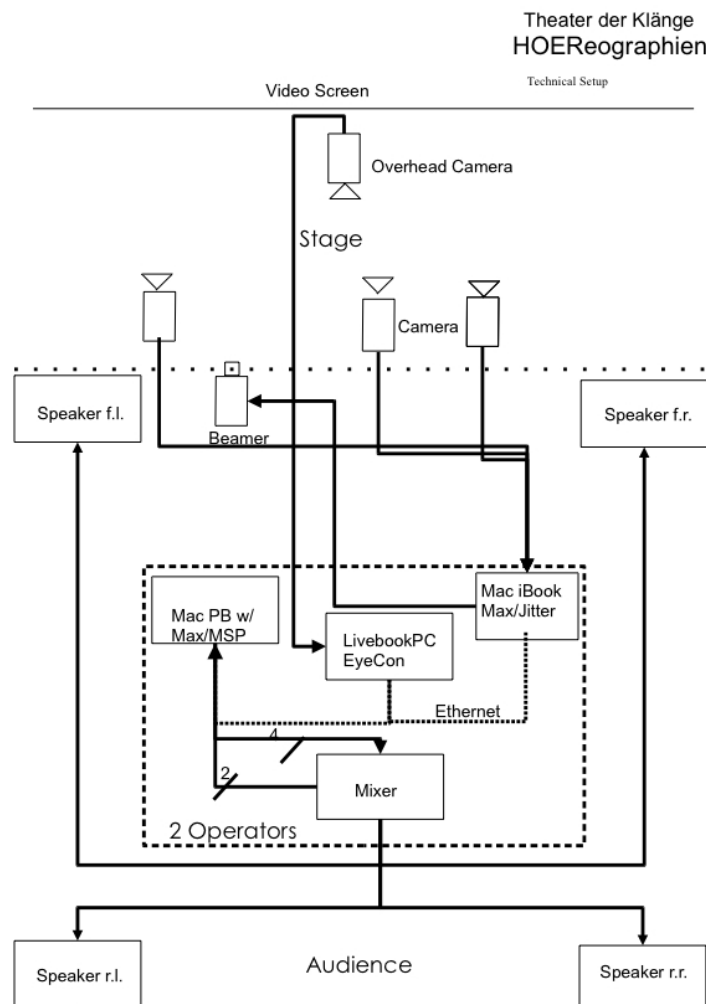 Theater der Klänge
HOEReographien
Technical Setup
Video Screen
Overhead Camera
Stage
Camera
Speaker f.l.
Beamer
Speaker f.r.
Mac PB w/
Max/MSP
LivebookPC
EyeCon
Mac iBook
Max/Jitter
Ethernet
4
2
Mixer
2 Operators
Speaker r.l.
Audience
Speaker r.r.